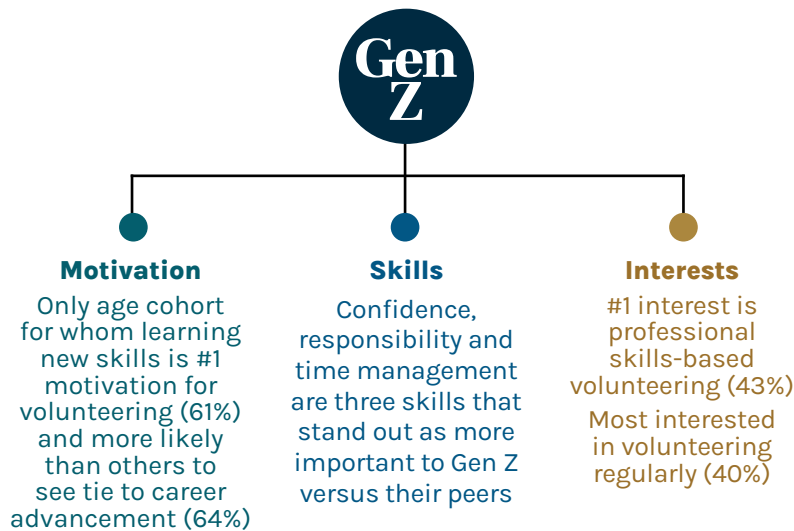 Gen
Z
Motivation
Only age cohort
for whom learning
new skills is #1
motivation for
volunteering (61%)
and more likely
than others to
see tie to career
advancement (64%)
Skills
Confidence,
responsibility and
time management
are three skills that
stand out as more
important to Gen Z
versus their peers
Interests
#1 interest is
professional
skills-based
volunteering (43%)
Most interested
in volunteering
regularly (40%)